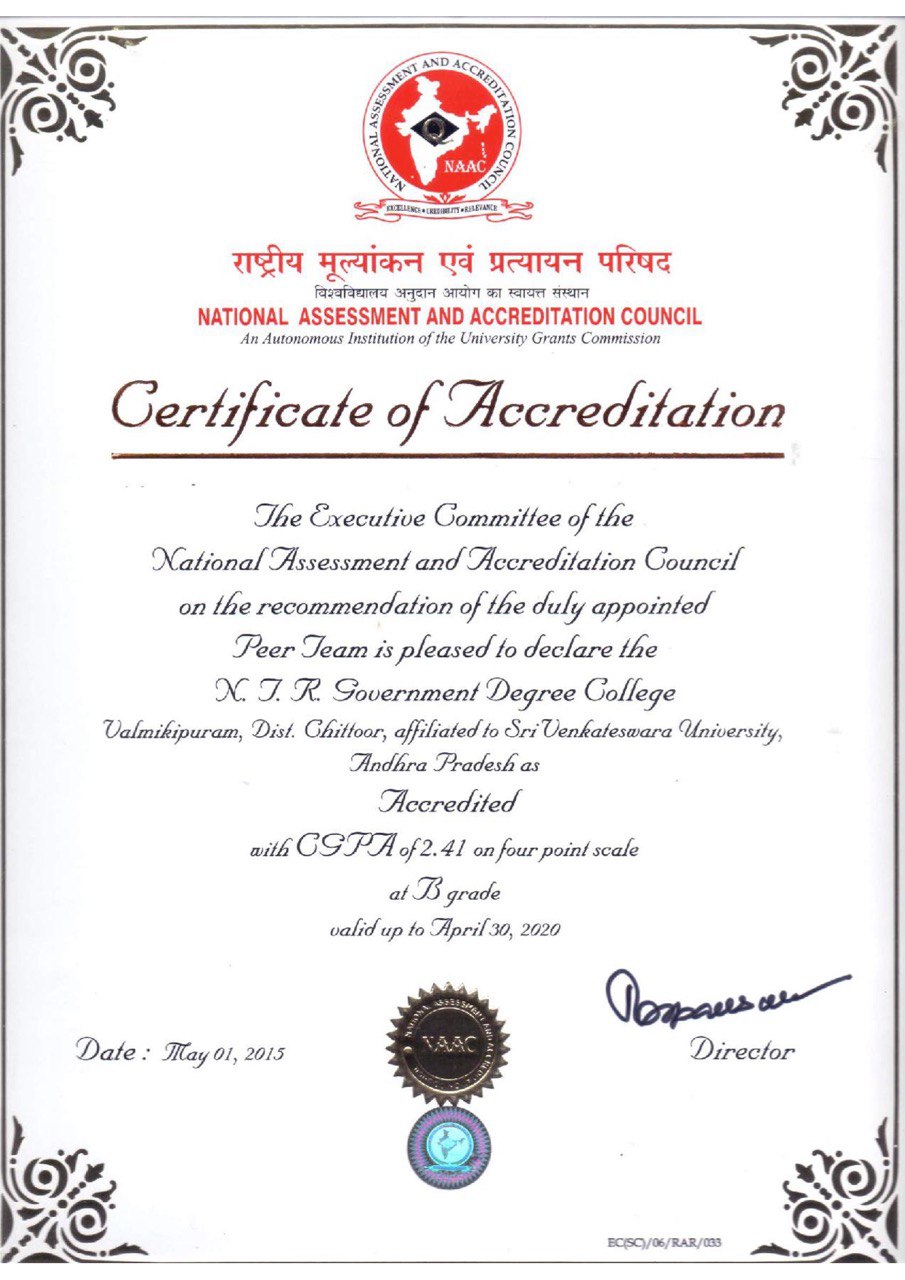 NATIONAL ASSESSMENT AND ACCREDITATION COUNCIL
Q
NAAC
EXCELLENCE • CREDIBILITY • RELEVANCE
राष्ट्रीय मूल्यांकन एवं प्रत्यायन परिषद
विश्वविद्यालय अनुदान आयोग का स्वायत्त संस्थान
NATIONAL ASSESSMENT AND ACCREDITATION COUNCIL
An Autonomous Institution of the University Grants Commission
Certificate of Accreditation
The Executive Committee of the
National Assessment and Accreditation Council
on the recommendation of the duly appointed
Peer Team is pleased to declare the
N. T. R. Government Degree College
Valmikipuram, Dist. Chittoor, affiliated to Sri Venkateswara University,
Andhra Pradesh as
Accredited
with CGPA of 2.41 on four point scale
at B grade
valid up to April 30, 2020
NAAC
Date : May 01, 2015
Director
EC(SC)/06/RAR/033